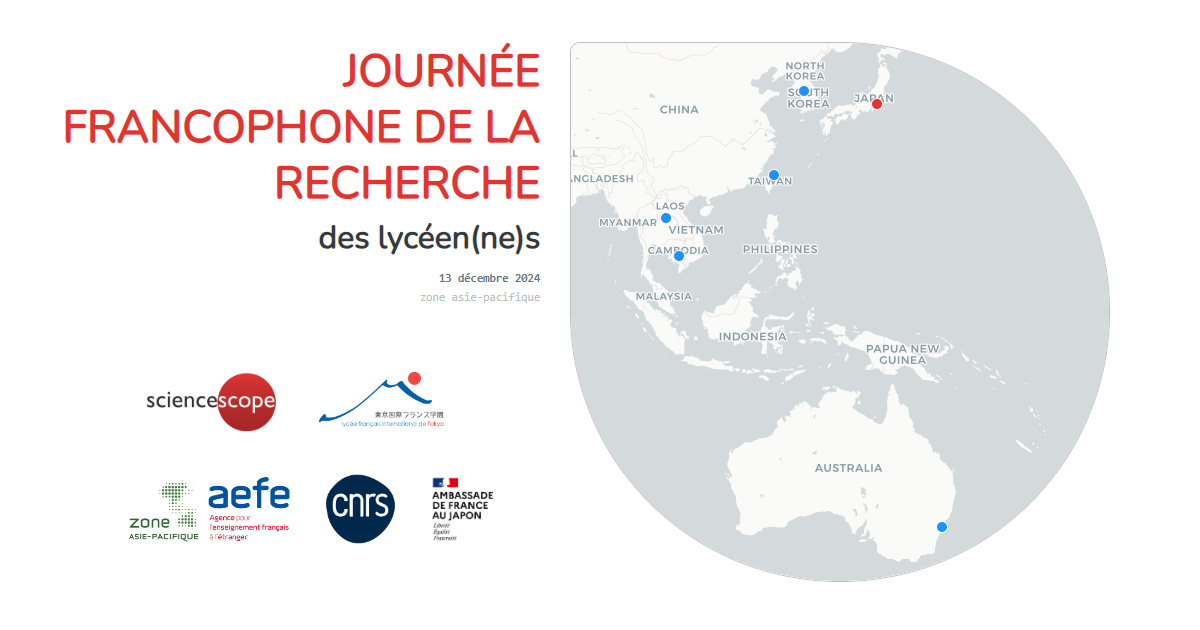 JOURNÉE
FRANCOPHONE DE LA
RECHERCHE
des lycéen(ne)s
13 décembre 2024
zone asie-pacifique
sciencescope
東京国際フランス学園
lycée français international de Tokyo
zone
ASIE-PACIFIQUE
aefe
Agence pour
l'enseignement français
à l'étranger
cnrs
AMBASSADE
DE FRANCE
AU JAPON
Liberté
Égalité
Fraternité
NORTH
KOREA
SOUTH
KOREA
JAPAN
CHINA
L
ANGLADESH
TAIWAN
LAOS
MYANMAR
VIETNAM
CAMBODIA
PHILIPPINES
MALAYSIA
INDONESIA
PAPUA NEW
GUINEA
AUSTRALIA